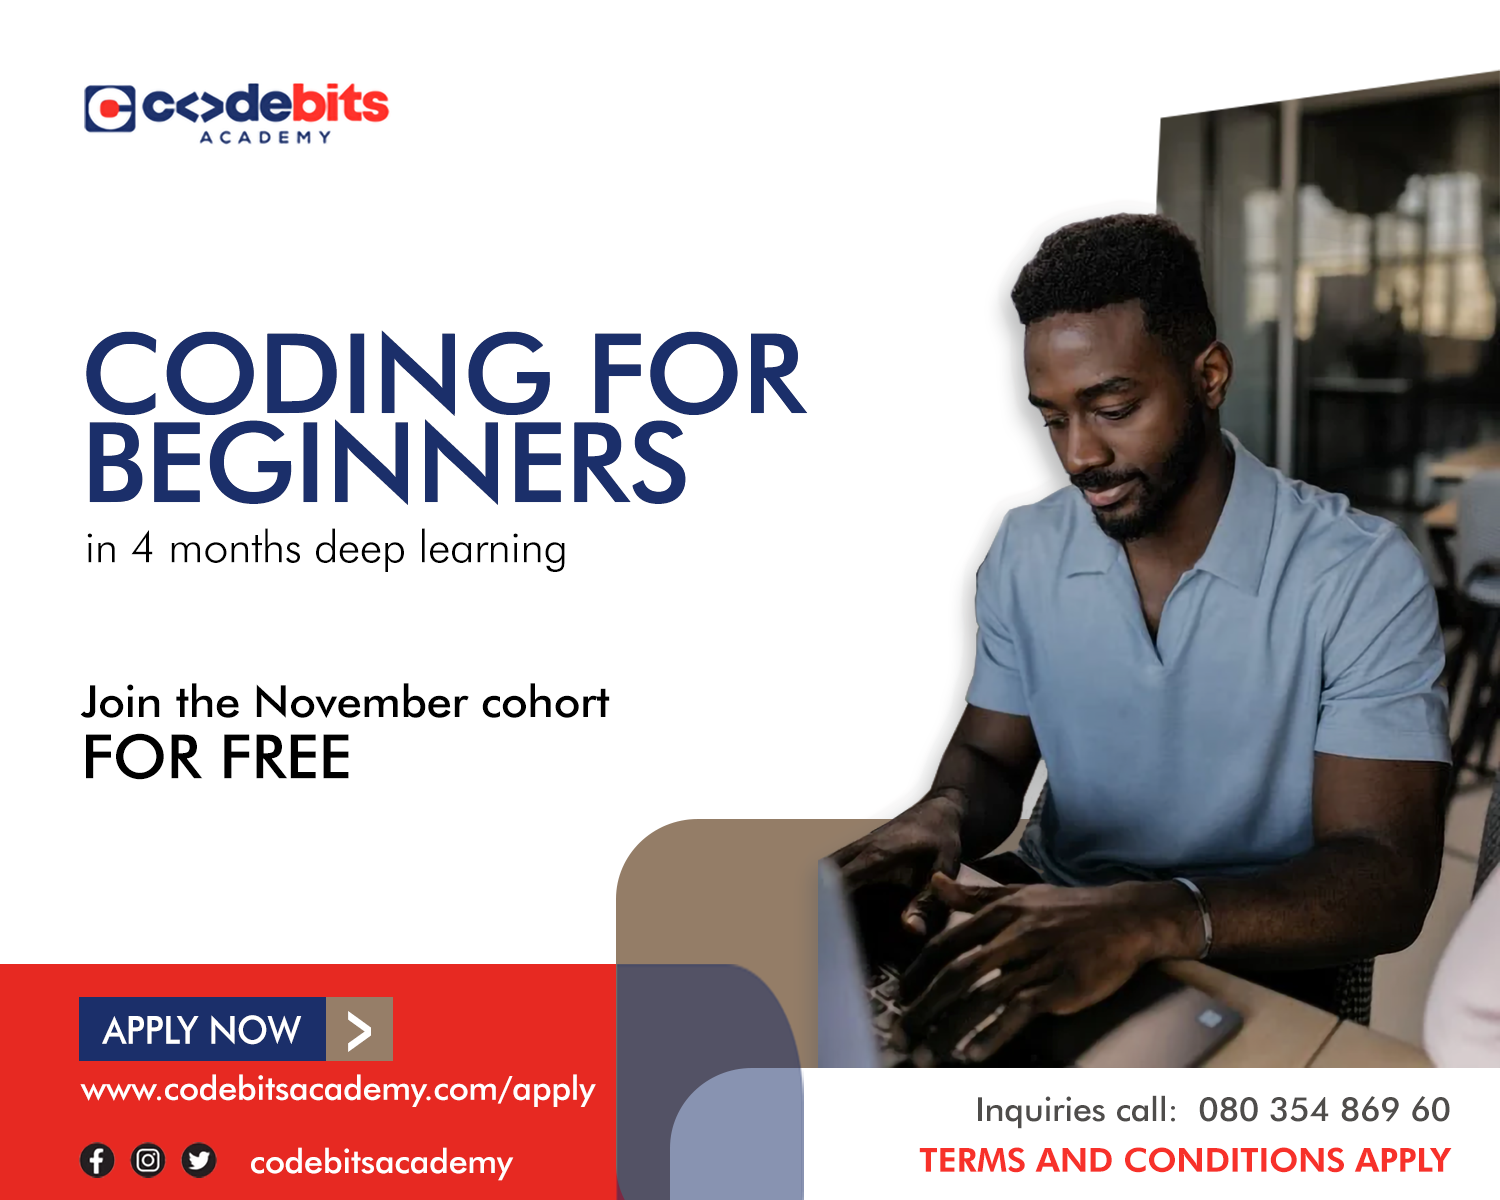 c<>debits
ACADEMY
CODING FOR
BEGINNERS
in 4 months deep learning
Join the November cohort
FOR FREE
APPLY NOW >
www.codebitsacademy.com/apply
codebitsacademy
Inquiries call: 080 354 869 60
TERMS AND CONDITIONS APPLY